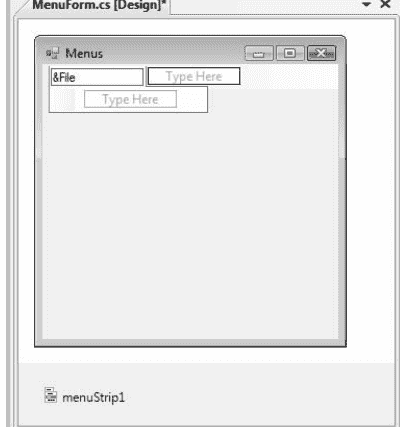 MenuForm.cs [Design]*
Menus
&File Type Here
Type Here
menuStrip1